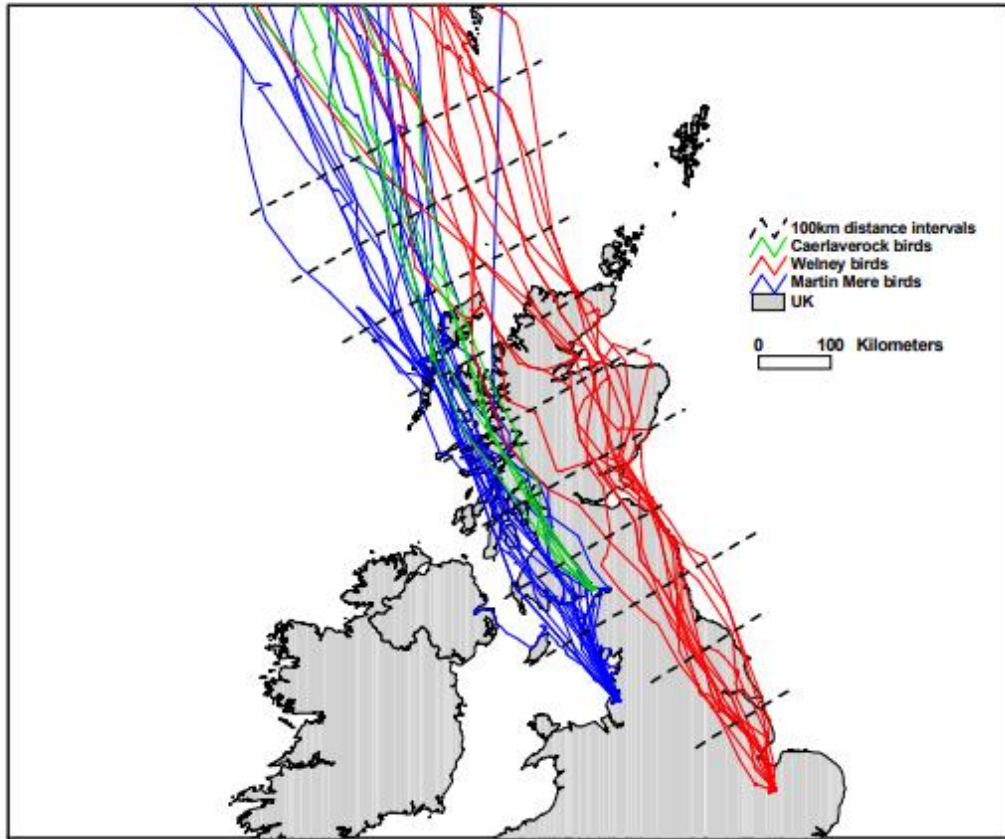 100km distance intervals
Caerlaverock birds
Welney birds
Martin Mere birds
UK
0 100 Kilometers